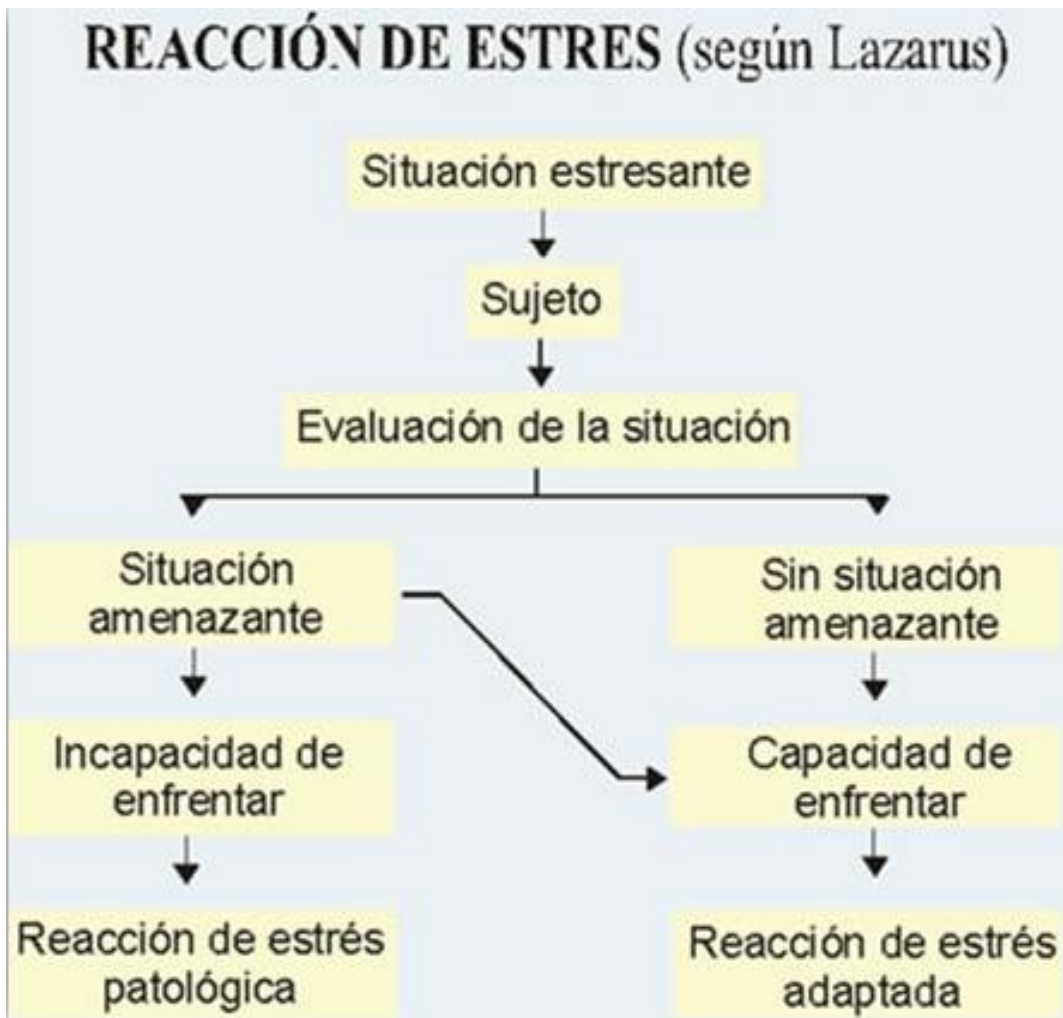 REACCIÓN DE ESTRES (según Lazarus)
Situación estresante
Sujeto
Evaluación de la situación
Situación
amenazante
Sin situación
amenazante
Incapacidad de
enfrentar
Capacidad de
enfrentar
Reacción de estrés
patológica
Reacción de estrés
adaptada